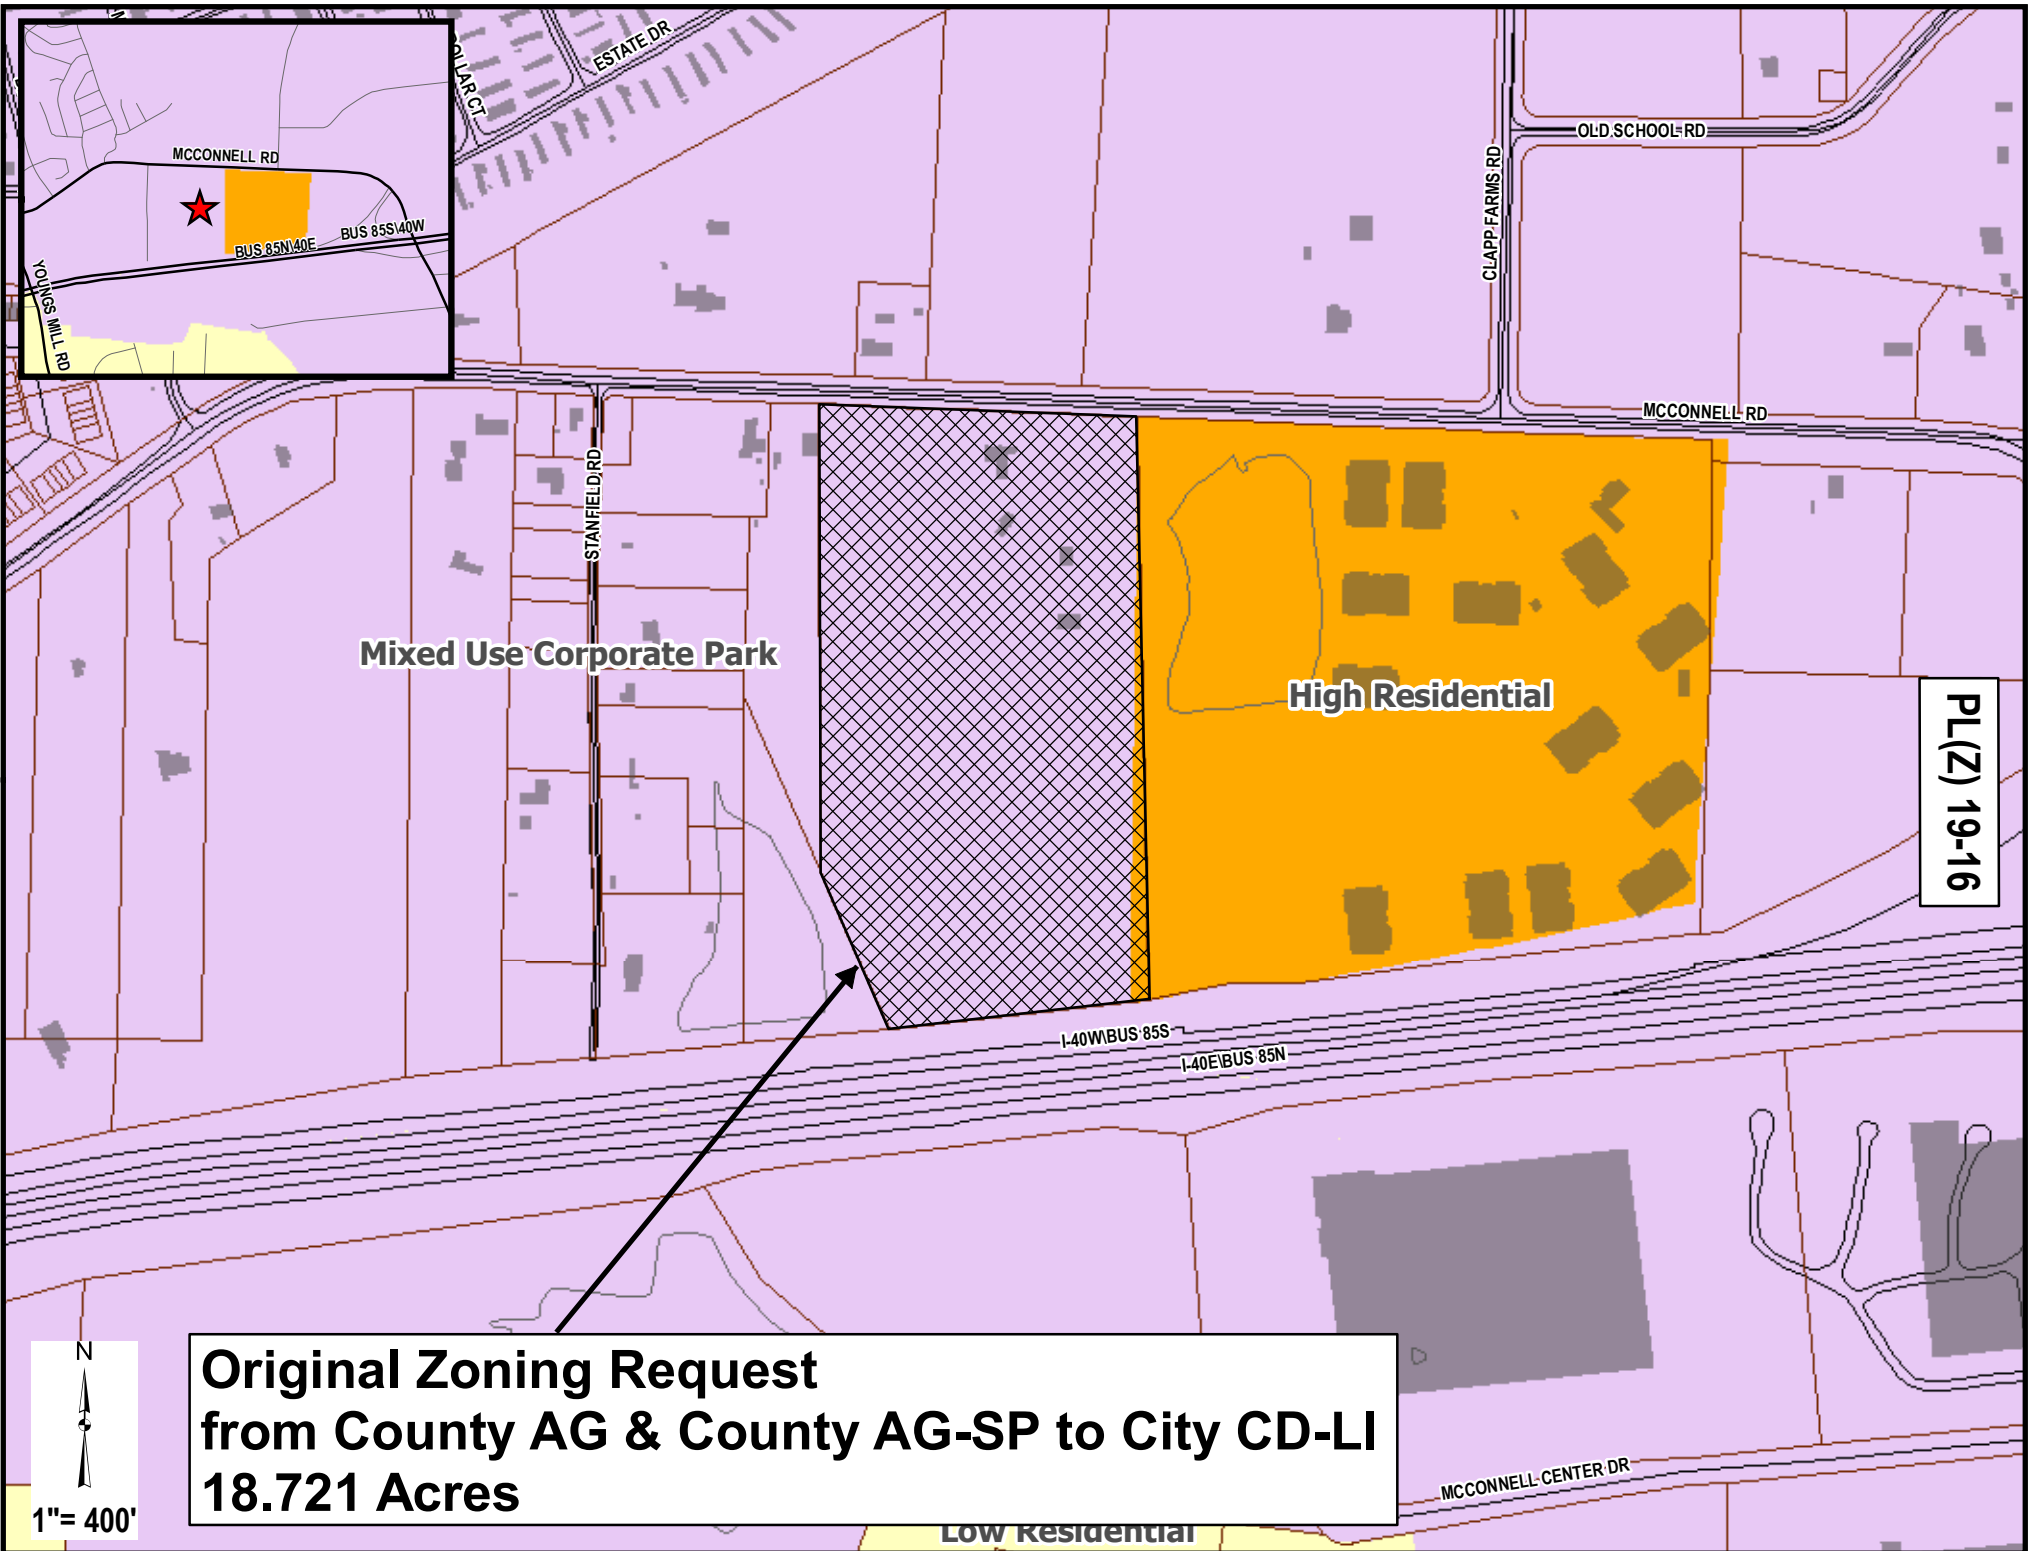 ESTATE DR
MCCONNELL RD
BUS 85N\40E
BUS 85S\40W
YOUNGS MILL RD
OLD SCHOOL RD
CLAPP FARMS RD
MCCONNELL RD
STANFIELD RD
Mixed Use Corporate Park
High Residential
PL(Z) 19-16
I-40W\BUS 85S
I-40E\BUS 85N
N
1"= 400'
Original Zoning Request
from County AG & County AG-SP to City CD-LI
18.721 Acres
MCCONNELL CENTER DR
Low Residential